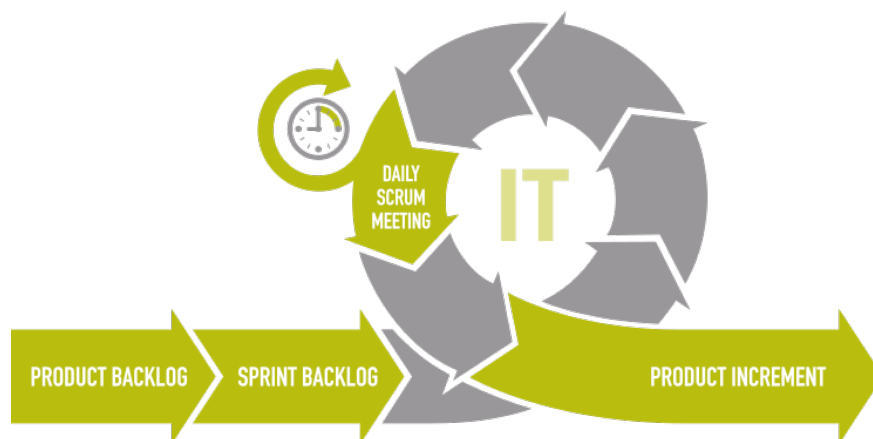 DAILY
SCRUM
MEETING
IT
PRODUCT BACKLOG
SPRINT BACKLOG
PRODUCT INCREMENT